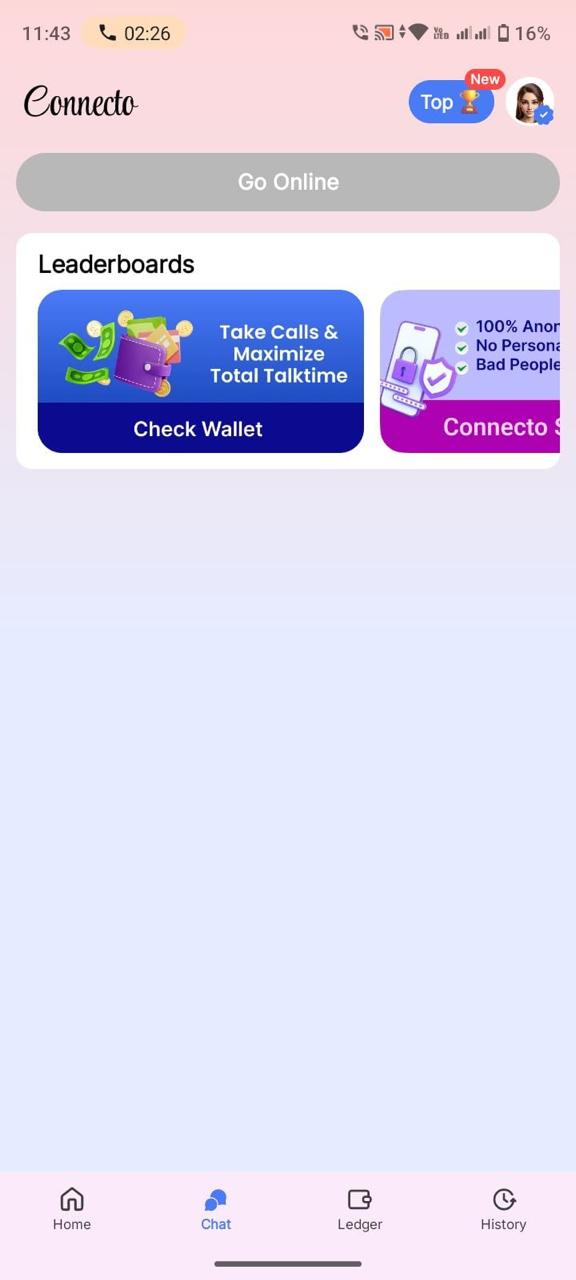 11:43 02:26 16%
New
Connecto Top
Go Online
Leaderboards
Take Calls &
Maximize
Total Talktime
Check Wallet
100% Anon
No Persona
Bad People
Connecto S
Home Chat Ledger History